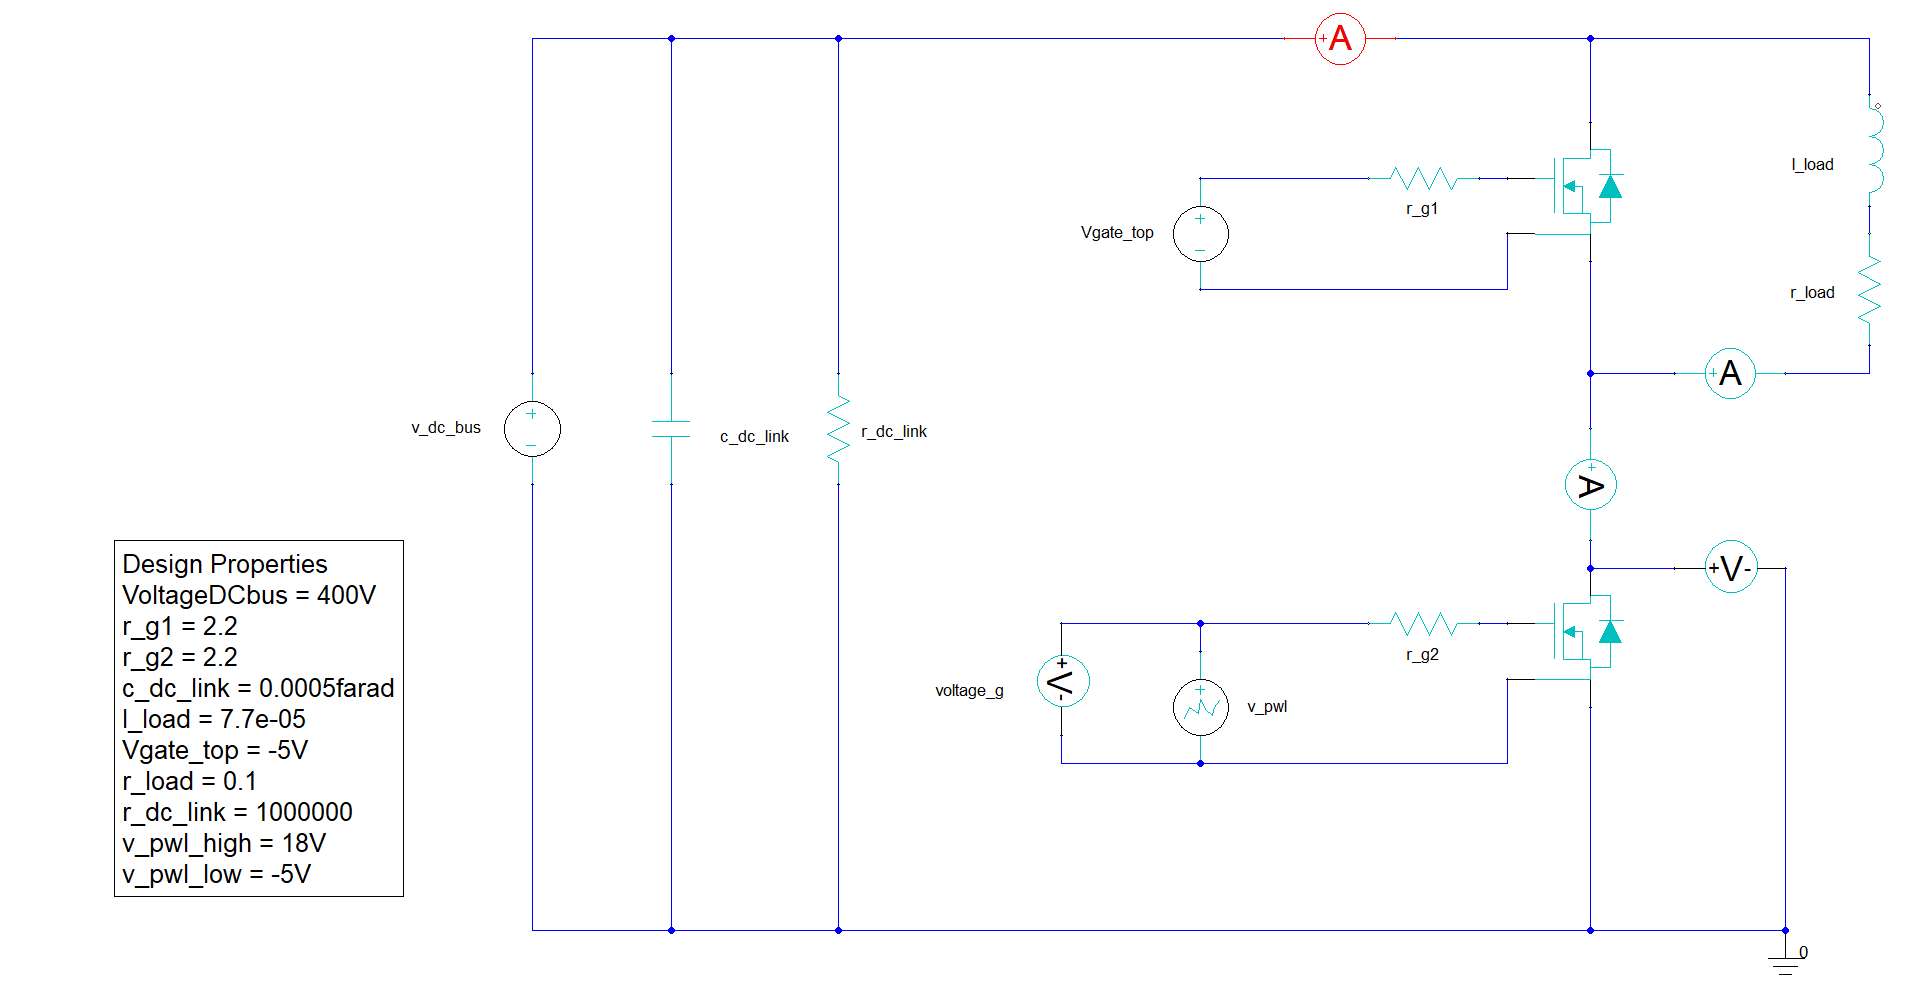 +A
l_load
r_g1
Vgate_top
r_load
+A
v_dc_bus
c_dc_link
r_dc_link
+A
Design Properties
VoltageDCbus = 400V
r_g1 = 2.2
r_g2 = 2.2
c_dc_link = 0.0005farad
l_load = 7.7e-05
Vgate_top = -5V
r_load = 0.1
r_dc_link = 1000000
v_pwl_high = 18V
v_pwl_low = -5V
+V-
r_g2
voltage_g
+V-
v_pwl
0